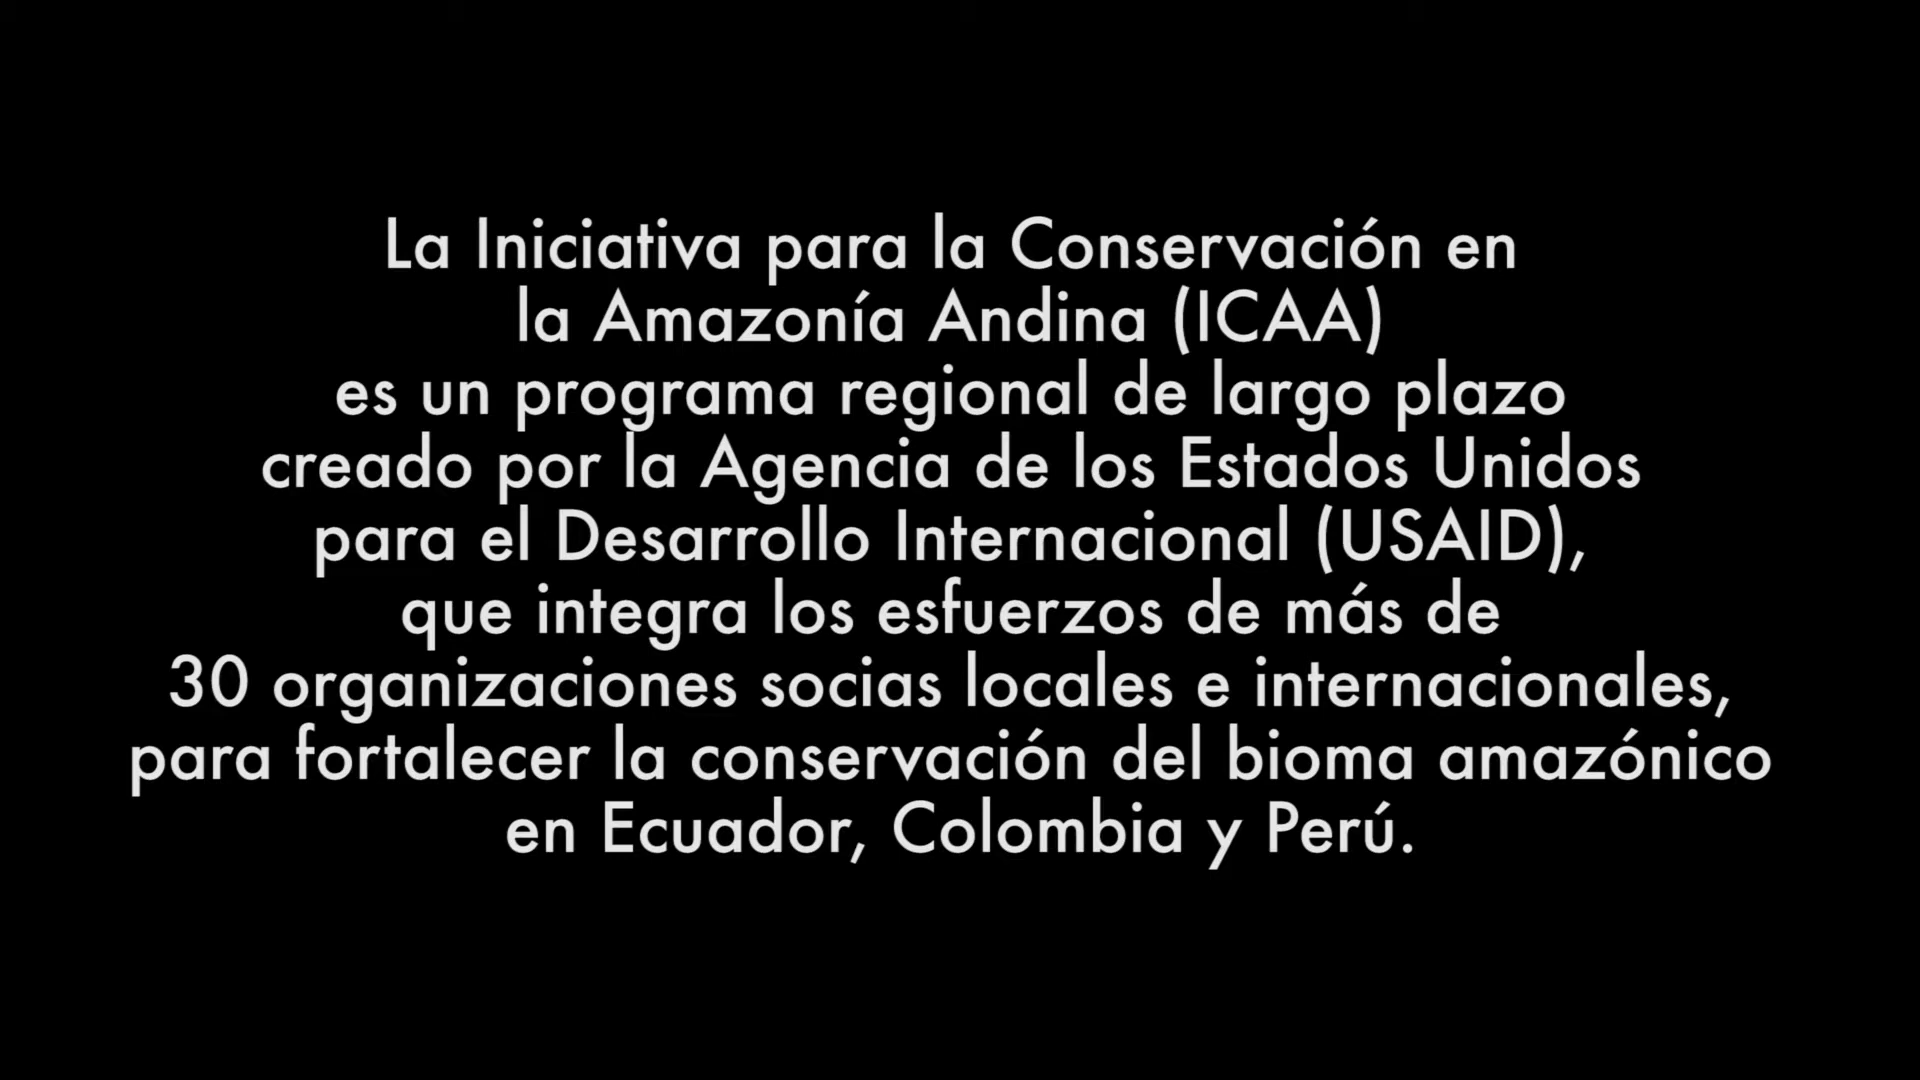 La Iniciativa para la Conservación en
la Amazonía Andina (ICAA)
es un programa regional de largo plazo
creado por la Agencia de los Estados Unidos
para el Desarrollo Internacional (USAID),
que integra los esfuerzos de más de
30 organizaciones socias locales e internacionales,
para fortalecer la conservación del bioma amazónico
en Ecuador, Colombia y Perú.